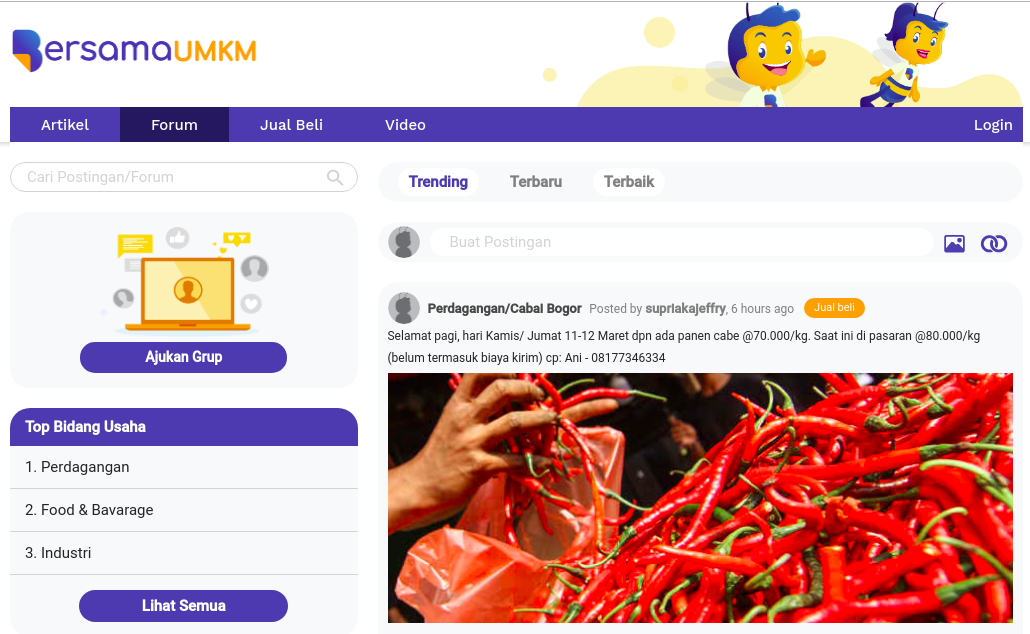 BersamaUMKM
Artikel Forum Jual Beli Video Login
Cari Postingan/Forum
Ajukan Grup
Top Bidang Usaha
1. Perdagangan
2. Food & Bavarage
3. Industri
Lihat Semua
Trending Terbaru Terbaik
Buat Postingan
Perdagangan/Cabai Bogor Posted by supriakajeffry, 6 hours ago Jual beli
Selamat pagi, hari Kamis/ Jumat 11-12 Maret dpn ada panen cabe @70.000/kg. Saat ini di pasaran @80.000/kg
(belum termasuk biaya kirim) cp: Ani - 08177346334